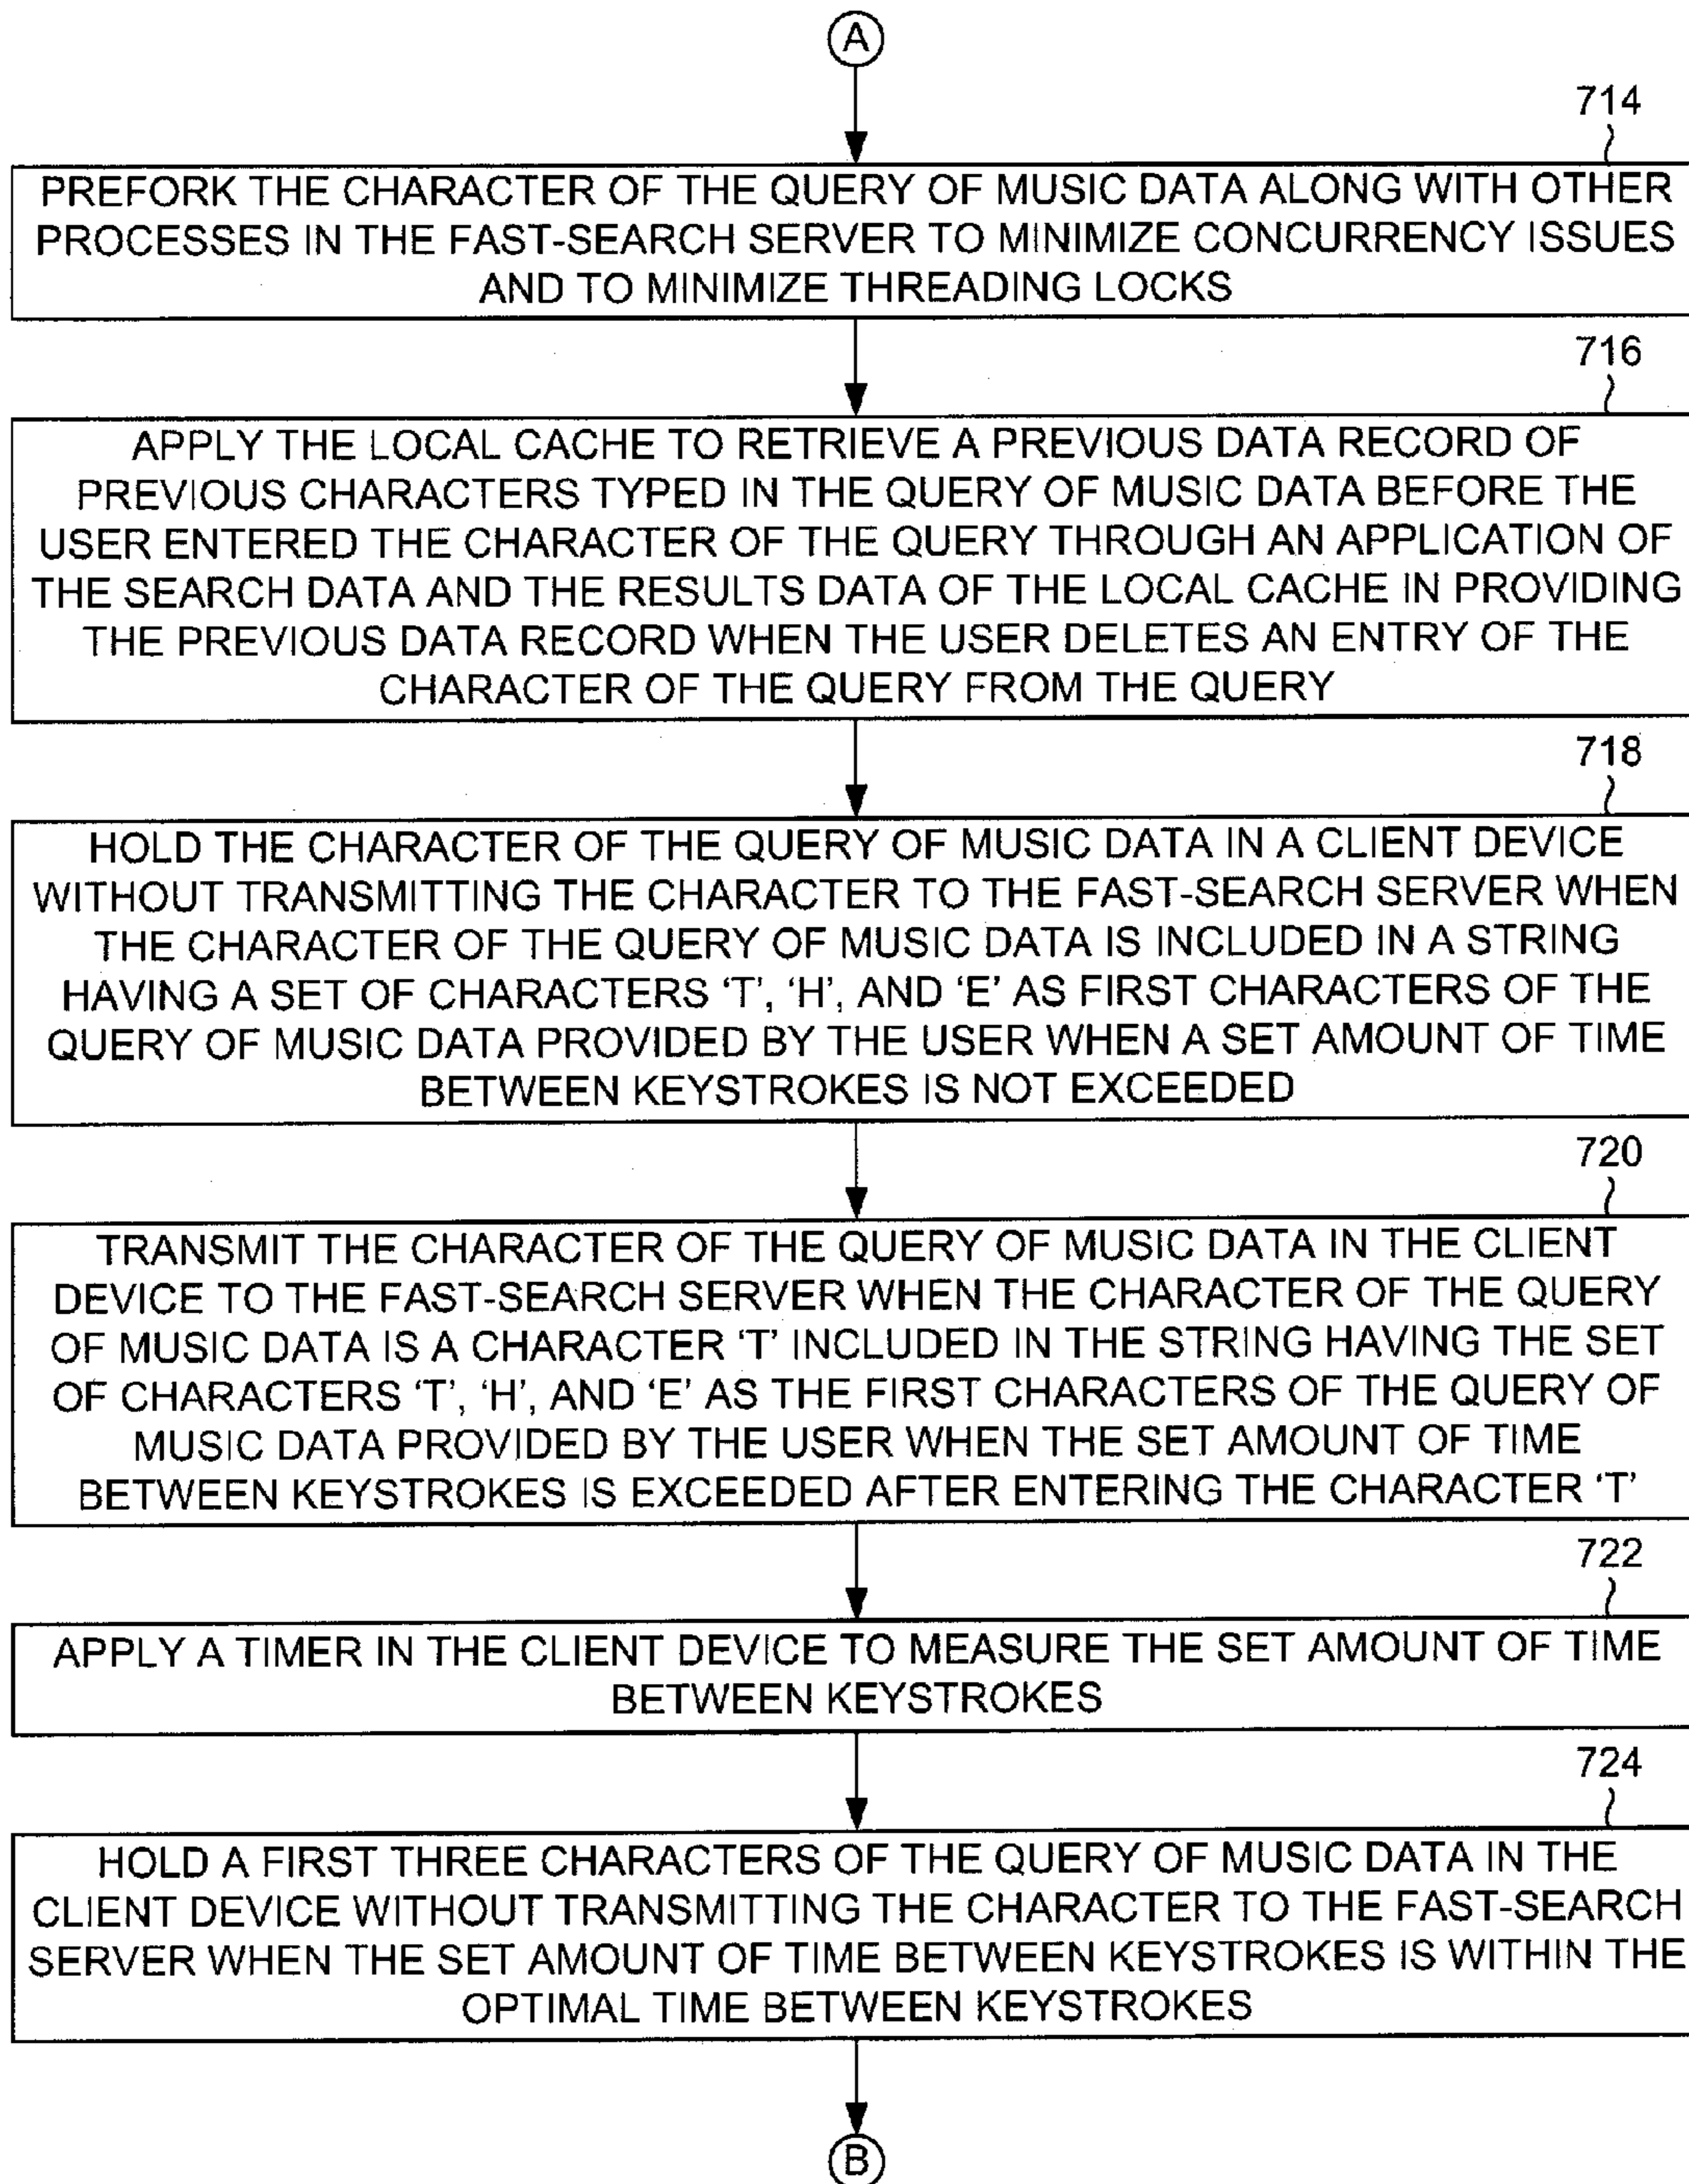 A
714
PREFORK THE CHARACTER OF THE QUERY OF MUSIC DATA ALONG WITH OTHER
PROCESSES IN THE FAST-SEARCH SERVER TO MINIMIZE CONCURRENCY ISSUES
AND TO MINIMIZE THREADING LOCKS
716
APPLY THE LOCAL CACHE TO RETRIEVE A PREVIOUS DATA RECORD OF
PREVIOUS CHARACTERS TYPED IN THE QUERY OF MUSIC DATA BEFORE THE
USER ENTERED THE CHARACTER OF THE QUERY THROUGH AN APPLICATION OF
THE SEARCH DATA AND THE RESULTS DATA OF THE LOCAL CACHE IN PROVIDING
THE PREVIOUS DATA RECORD WHEN THE USER DELETES AN ENTRY OF THE
CHARACTER OF THE QUERY FROM THE QUERY
718
HOLD THE CHARACTER OF THE QUERY OF MUSIC DATA IN A CLIENT DEVICE
WITHOUT TRANSMITTING THE CHARACTER TO THE FAST-SEARCH SERVER WHEN
THE CHARACTER OF THE QUERY OF MUSIC DATA IS INCLUDED IN A STRING
HAVING A SET OF CHARACTERS ‘T’, ‘H’, AND ‘E’ AS FIRST CHARACTERS OF THE
QUERY OF MUSIC DATA PROVIDED BY THE USER WHEN A SET AMOUNT OF TIME
BETWEEN KEYSTROKES IS NOT EXCEEDED
720
TRANSMIT THE CHARACTER OF THE QUERY OF MUSIC DATA IN THE CLIENT
DEVICE TO THE FAST-SEARCH SERVER WHEN THE CHARACTER OF THE QUERY
OF MUSIC DATA IS A CHARACTER ‘T’ INCLUDED IN THE STRING HAVING THE SET
OF CHARACTERS ‘T’, ‘H’, AND ‘E’ AS THE FIRST CHARACTERS OF THE QUERY OF
MUSIC DATA PROVIDED BY THE USER WHEN THE SET AMOUNT OF TIME
BETWEEN KEYSTROKES IS EXCEEDED AFTER ENTERING THE CHARACTER ‘T’
722
APPLY A TIMER IN THE CLIENT DEVICE TO MEASURE THE SET AMOUNT OF TIME
BETWEEN KEYSTROKES
724
HOLD A FIRST THREE CHARACTERS OF THE QUERY OF MUSIC DATA IN THE
CLIENT DEVICE WITHOUT TRANSMITTING THE CHARACTER TO THE FAST-SEARCH
SERVER WHEN THE SET AMOUNT OF TIME BETWEEN KEYSTROKES IS WITHIN THE
OPTIMAL TIME BETWEEN KEYSTROKES
B